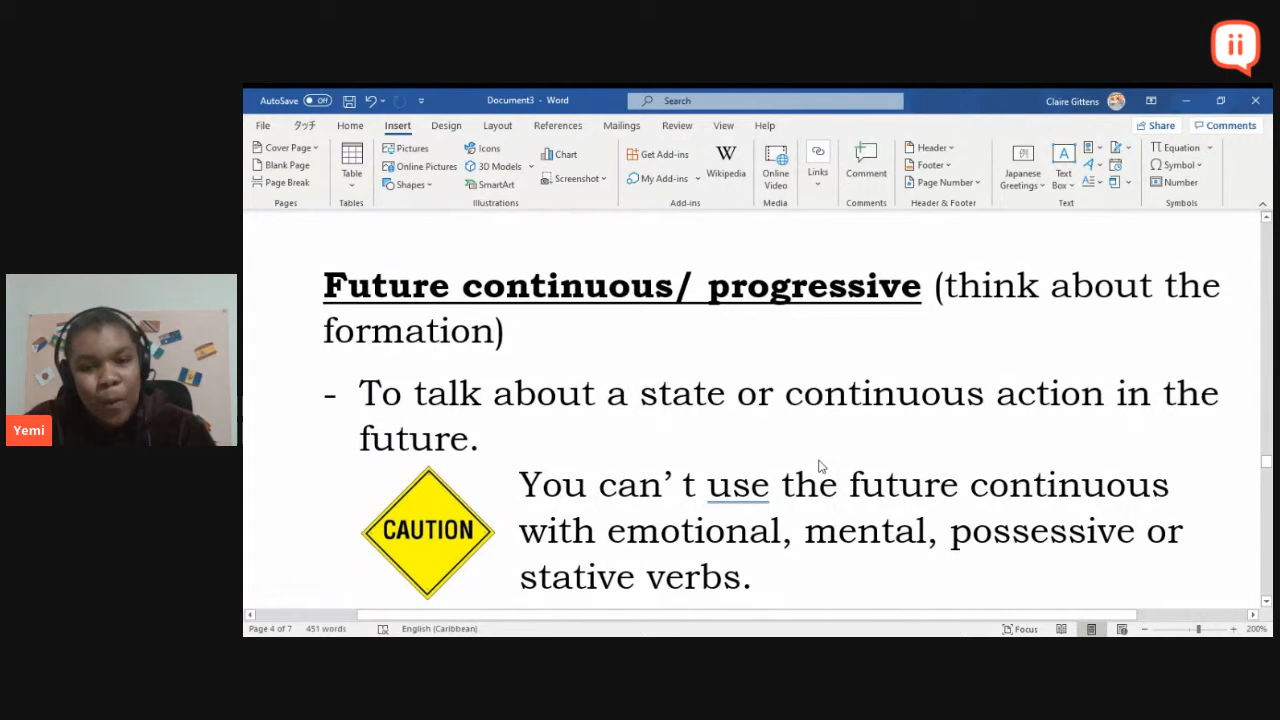 ii
AutoSave Off Document3 - Word Search Claire Gittens
File タッチ Home Insert Design Layout References Mailings Review View Help Share Comments
Cover Page Pictures Icons Chart Get Add-ins Header Equation
Blank Page Online Pictures 3D Models Footer Symbol
Page Break Shapes SmartArt Screenshot My Add-ins Page Number Number
Table Wikipedia Online Video Links Comment Japanese Greetings Text Box
Pages Tables Illustrations Add-ins Media Comments Header & Footer Text Symbols
Future continuous/ progressive (think about the
formation)
- To talk about a state or continuous action in the
future.
CAUTION
You can' t use the future continuous
with emotional, mental, possessive or
stative verbs.
Yemi
Page 4 of 7 451 words English (Caribbean) Focus 200%